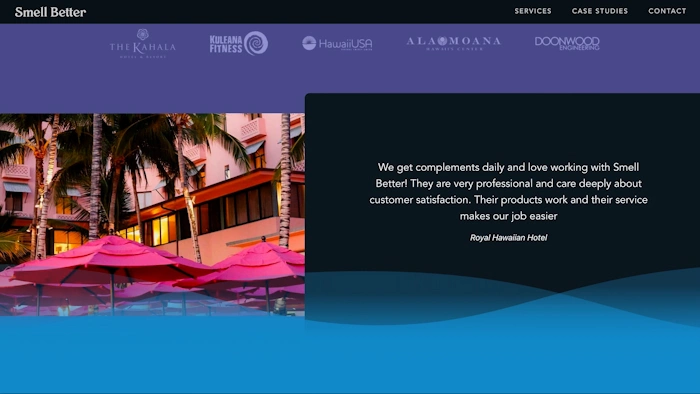 Smell Better
SERVICES CASE STUDIES CONTACT
THE KAHALA
HOTEL & RESORT
KULEANA
FITNESS
HawaiiUSA
ALA MOANA
HAWAII'S CENTER
DOONWOOD
ENGINEERING
We get complements daily and love working with Smell
Better! They are very professional and care deeply about
customer satisfaction. Their products work and their service
makes our job easier
Royal Hawaiian Hotel